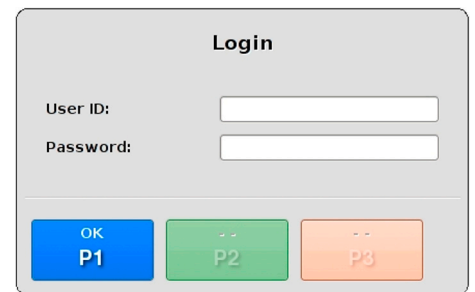 Login
User ID:
Password:
OK
P1
- -
P2
- -
P3